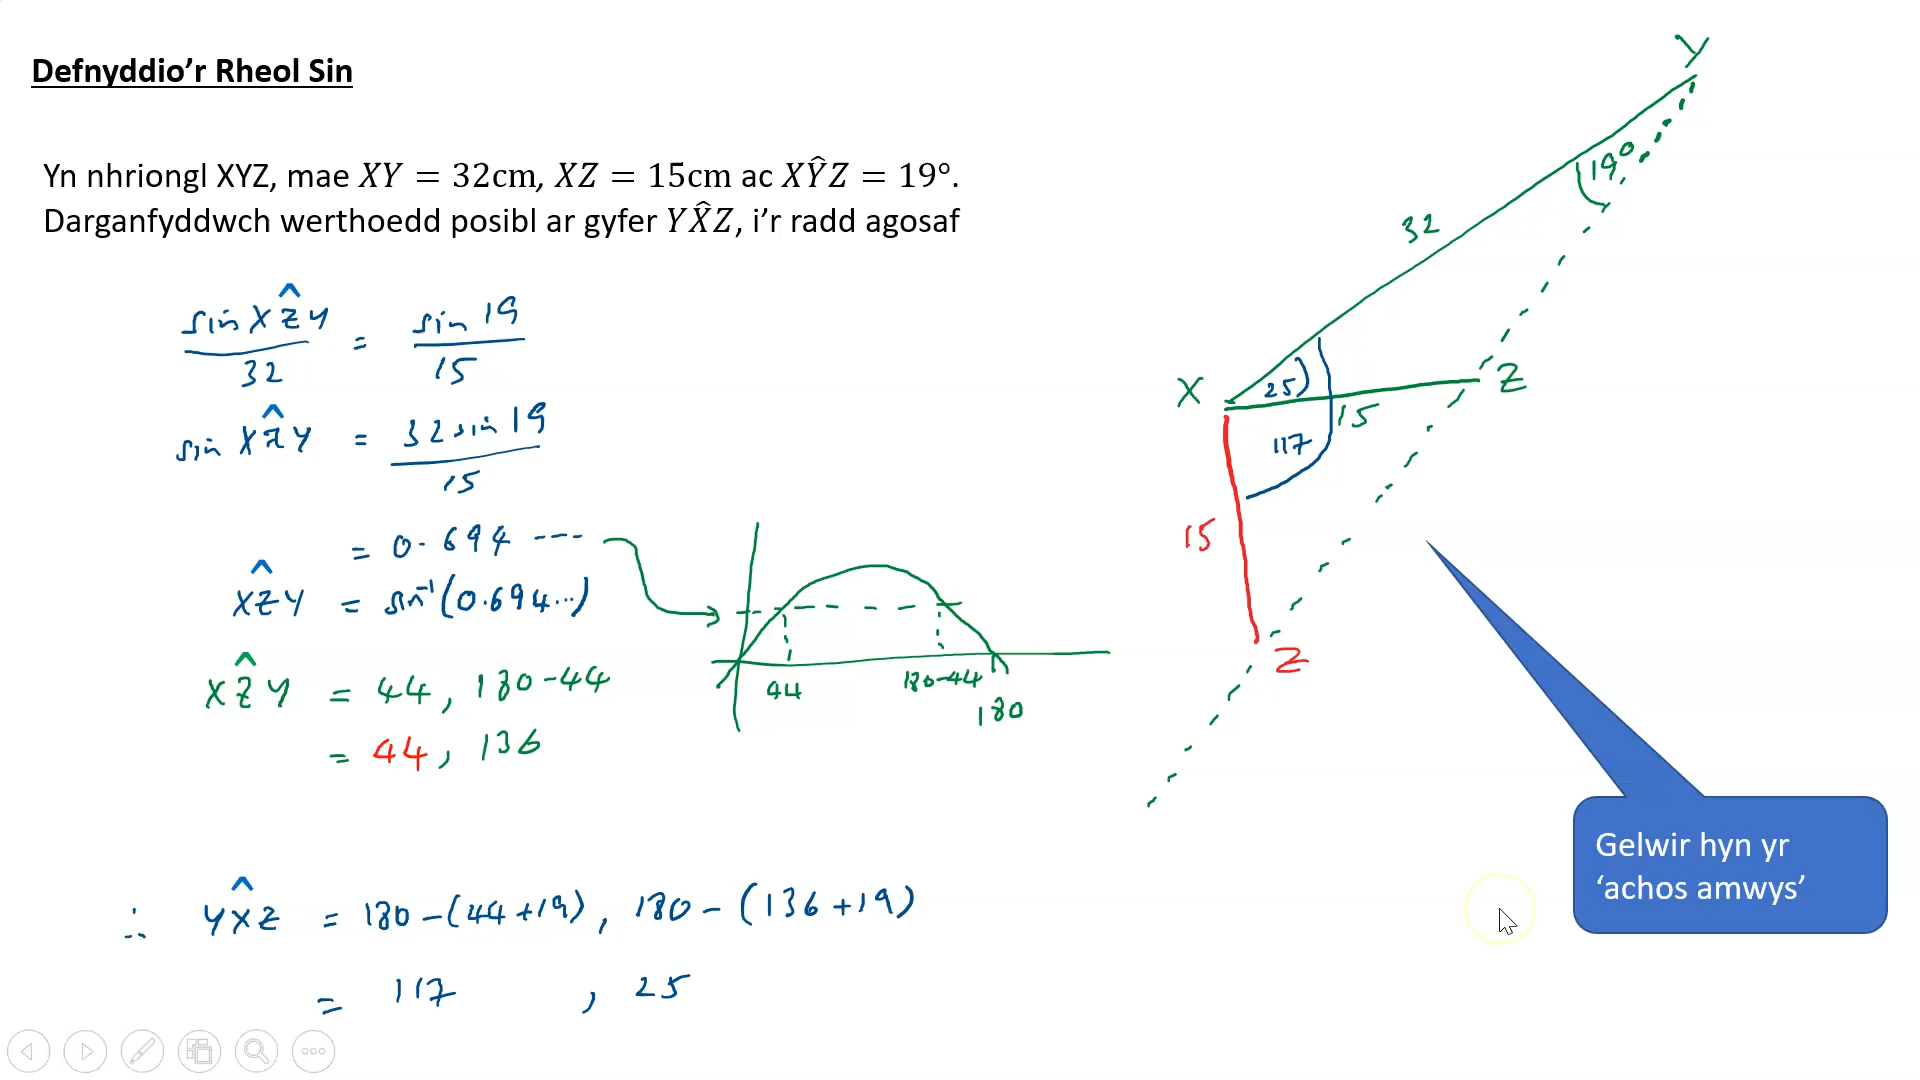 Defnyddio’r Rheol Sin
Yn nhriongl XYZ, mae XY = 32cm, XZ = 15cm ac XŶZ = 19°.
Darganfyddwch werthoedd posibl ar gyfer YX̂Z, i’r radd agosaf
sin XẐY / 32 = sin 19 / 15
sin XẐY = 32 sin 19 / 15
= 0.694 ----
XẐY = sin⁻¹(0.694...)
XẐY = 44, 180-44
= 44, 136
∴ YX̂Z = 180-(44+19), 180-(136+19)
= 117, 25
44
180-44
180
Y
19°
32
X
25
Z
15
117
15
Z
Gelwir hyn yr
‘achos amwys’